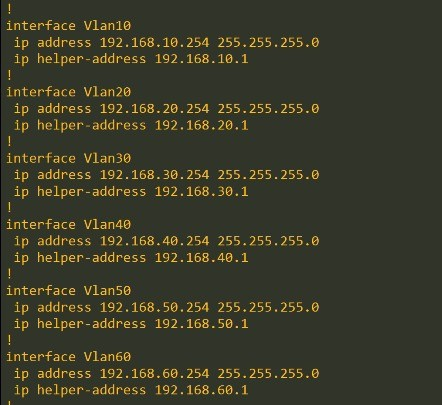 !
interface Vlan10
 ip address 192.168.10.254 255.255.255.0
 ip helper-address 192.168.10.1
!
interface Vlan20
 ip address 192.168.20.254 255.255.255.0
 ip helper-address 192.168.20.1
!
interface Vlan30
 ip address 192.168.30.254 255.255.255.0
 ip helper-address 192.168.30.1
!
interface Vlan40
 ip address 192.168.40.254 255.255.255.0
 ip helper-address 192.168.40.1
!
interface Vlan50
 ip address 192.168.50.254 255.255.255.0
 ip helper-address 192.168.50.1
!
interface Vlan60
 ip address 192.168.60.254 255.255.255.0
 ip helper-address 192.168.60.1
!